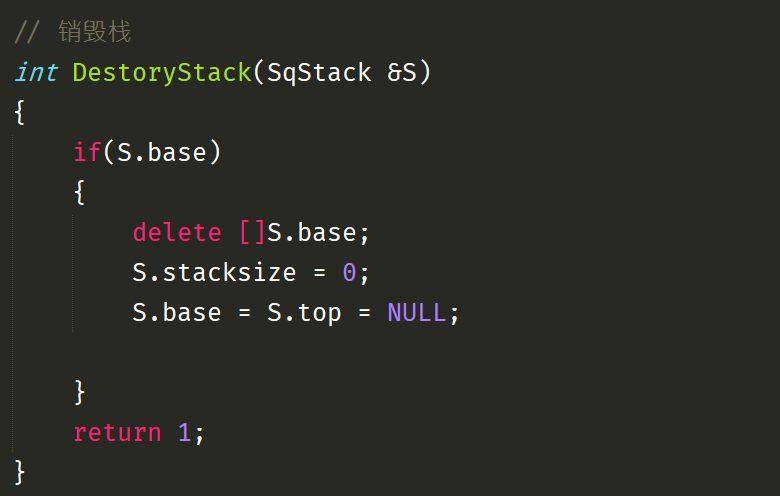 // 销毁栈
int DestoryStack(SqStack &S)
{
    if(S.base)
    {
        delete []S.base;
        S.stacksize = 0;
        S.base = S.top = NULL;

    }
    return 1;
}